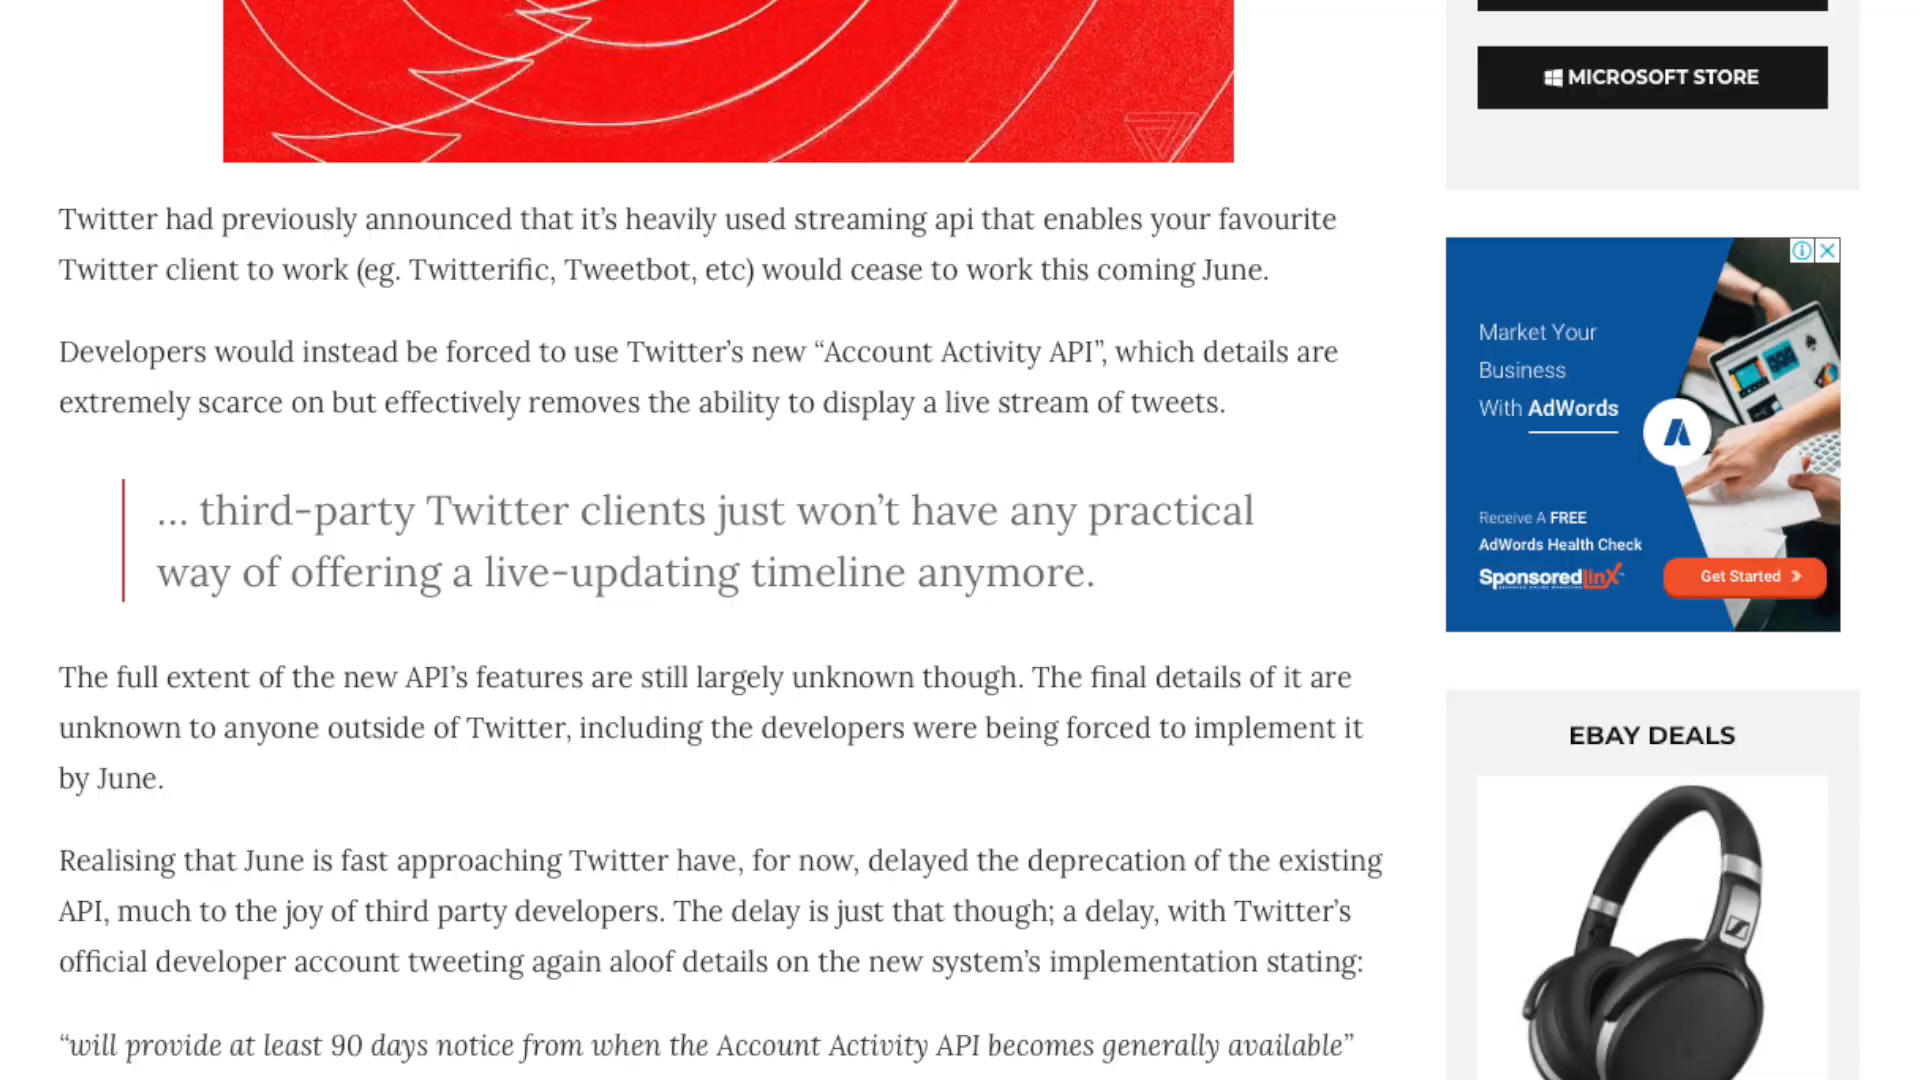 Twitter had previously announced that it’s heavily used streaming api that enables your favourite
Twitter client to work (eg. Twitterific, Tweetbot, etc) would cease to work this coming June.
Developers would instead be forced to use Twitter’s new “Account Activity API”, which details are
extremely scarce on but effectively removes the ability to display a live stream of tweets.
... third-party Twitter clients just won’t have any practical
way of offering a live-updating timeline anymore.
The full extent of the new API’s features are still largely unknown though. The final details of it are
unknown to anyone outside of Twitter, including the developers were being forced to implement it
by June.
Realising that June is fast approaching Twitter have, for now, delayed the deprecation of the existing
API, much to the joy of third party developers. The delay is just that though; a delay, with Twitter’s
official developer account tweeting again aloof details on the new system’s implementation stating:
“will provide at least 90 days notice from when the Account Activity API becomes generally available”
MICROSOFT STORE
Market Your
Business
With AdWords
Receive A FREE
AdWords Health Check
SponsoredlinX
Get Started
EBAY DEALS